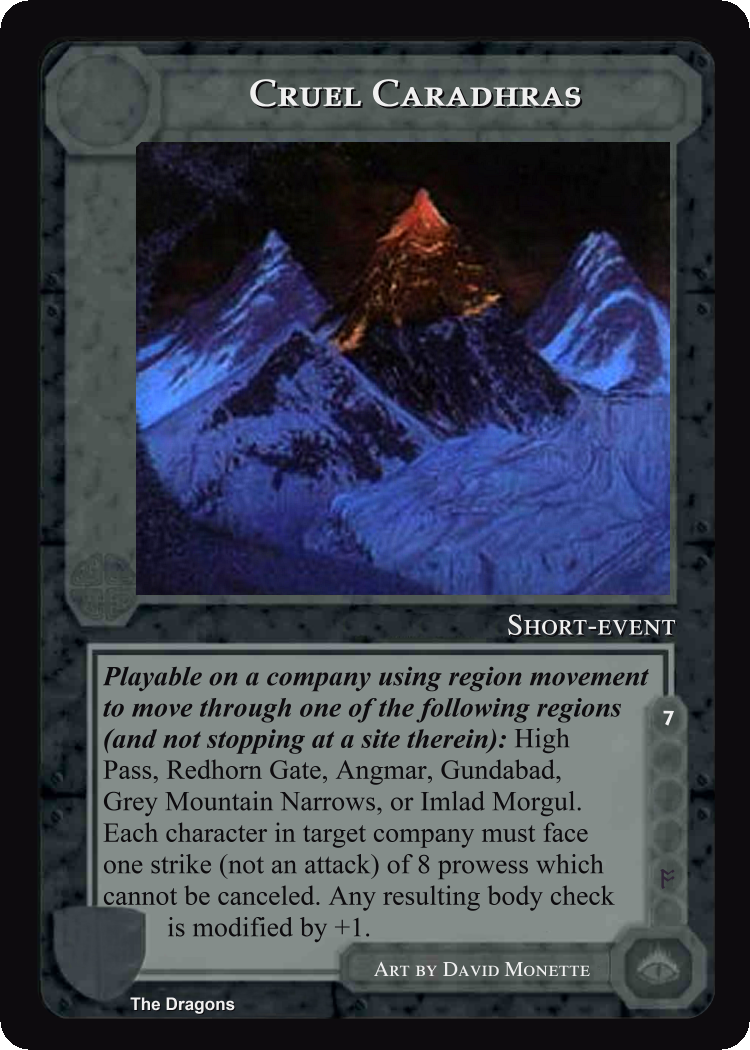 Cruel Caradhras
Short-event
Playable on a company using region movement
to move through one of the following regions
(and not stopping at a site therein): High
Pass, Redhorn Gate, Angmar, Gundabad,
Grey Mountain Narrows, or Imlad Morgul.
Each character in target company must face
one strike (not an attack) of 8 prowess which
cannot be canceled. Any resulting body check
is modified by +1.
7
Art by David Monette
The Dragons